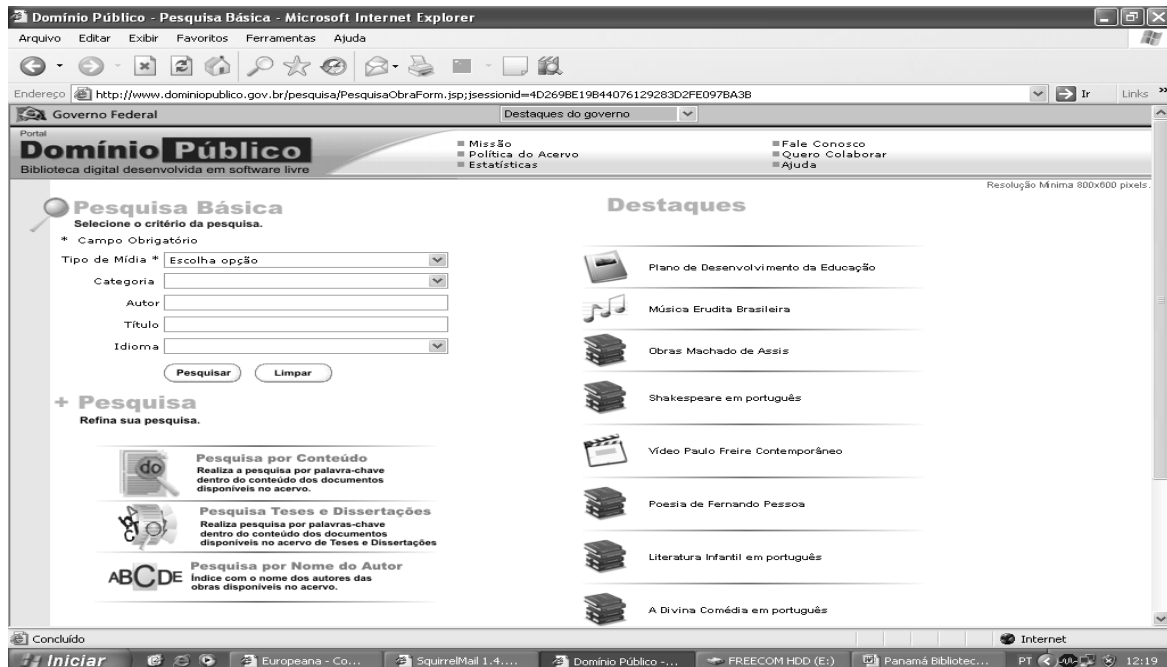 Domínio Público - Pesquisa Básica - Microsoft Internet Explorer
Arquivo Editar Exibir Favoritos Ferramentas Ajuda
Endereço http://www.dominiopublico.gov.br/pesquisa/PesquisaObraForm.jsp;jsessionid=4D269BE19B44076129283D2FE097BA3B Ir Links »
Governo Federal Destaques do governo
Portal
Domínio Público
Biblioteca digital desenvolvida em software livre
Missão
Política do Acervo
Estatísticas
Fale Conosco
Quero Colaborar
Ajuda
Resolução Mínima 800x600 pixels.
Pesquisa Básica
Selecione o critério da pesquisa.
* Campo Obrigatório
Tipo de Mídia * Escolha opção
Categoria
Autor
Título
Idioma
Pesquisar Limpar
+ Pesquisa
Refina sua pesquisa.
do
Pesquisa por Conteúdo
Realiza a pesquisa por palavra-chave
dentro do conteúdo dos documentos
disponíveis no acervo.
Pesquisa Teses e Dissertações
Realiza pesquisa por palavras-chave
dentro do conteúdo dos documentos
disponíveis no acervo de Teses e Dissertações
ABCDE
Pesquisa por Nome do Autor
Índice com o nome dos autores das
obras disponíveis no acervo.
Destaques
Plano de Desenvolvimento da Educação
Música Erudita Brasileira
Obras Machado de Assis
Shakespeare em português
Vídeo Paulo Freire Contemporâneo
Poesia de Fernando Pessoa
Literatura Infantil em português
A Divina Comédia em português
Concluído Internet
Iniciar Europeana - Co... SquirrelMail 1.4.... Domínio Público -... FREECOM HDD (E:) Panamá Bibliotec... PT 12:19